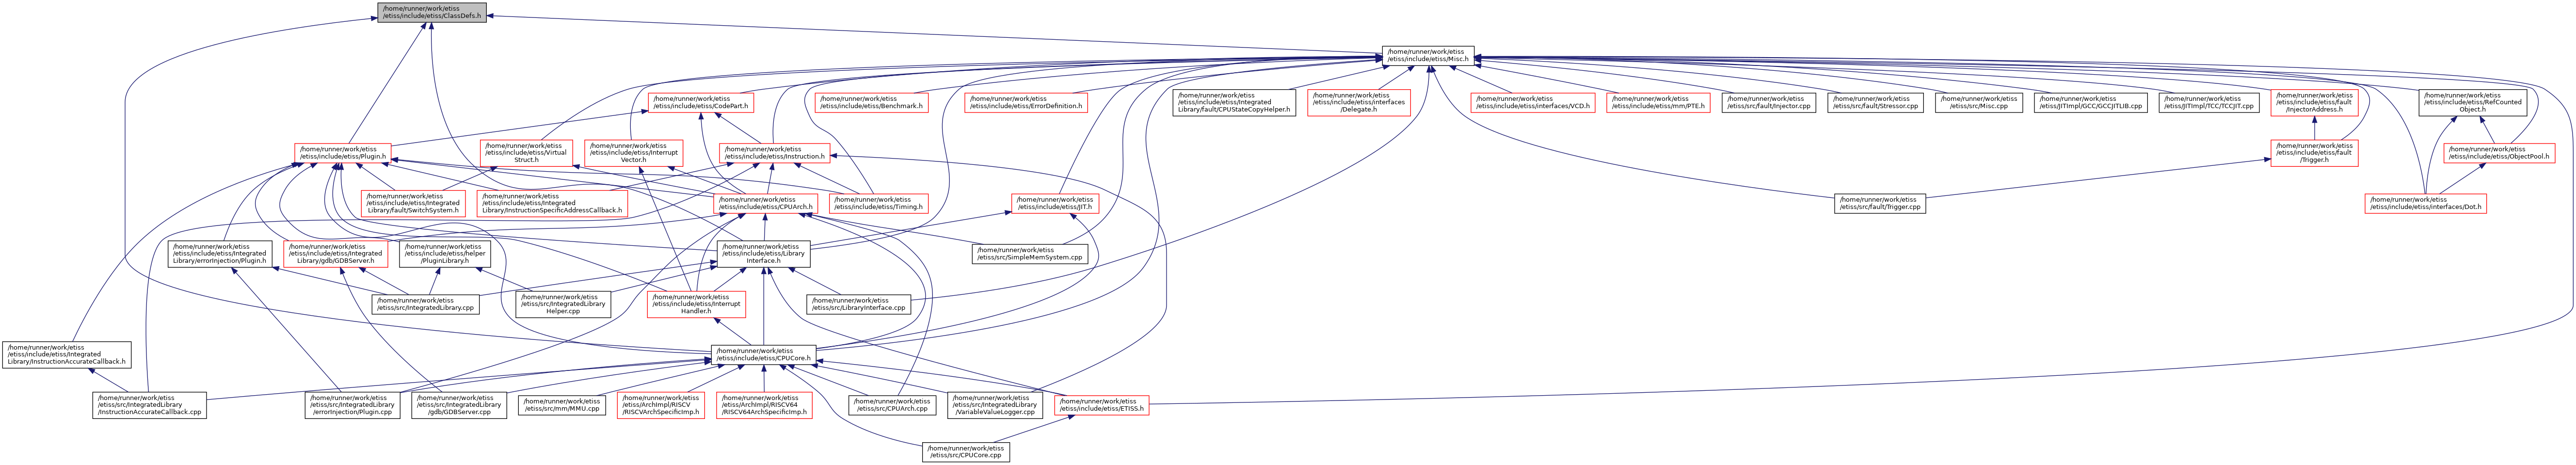 /home/runner/work/etiss
/etiss/include/etiss/ClassDefs.h
/home/runner/work/etiss
/etiss/include/etiss/Misc.h
/home/runner/work/etiss
/etiss/include/etiss/CodePart.h
/home/runner/work/etiss
/etiss/include/etiss/Benchmark.h
/home/runner/work/etiss
/etiss/include/etiss/ErrorDefinition.h
/home/runner/work/etiss
/etiss/include/etiss/Integrated
Library/fault/CPUStateCopyHelper.h
/home/runner/work/etiss
/etiss/include/etiss/interfaces
/Delegate.h
/home/runner/work/etiss
/etiss/include/etiss/interfaces/VCD.h
/home/runner/work/etiss
/etiss/include/etiss/mm/PTE.h
/home/runner/work/etiss
/etiss/src/fault/Injector.cpp
/home/runner/work/etiss
/etiss/src/fault/Stressor.cpp
/home/runner/work/etiss
/etiss/src/Misc.cpp
/home/runner/work/etiss
/etiss/JITImpl/GCC/GCCJITLIB.cpp
/home/runner/work/etiss
/etiss/JITImpl/TCC/TCCJIT.cpp
/home/runner/work/etiss
/etiss/include/etiss/fault
/InjectorAddress.h
/home/runner/work/etiss
/etiss/include/etiss/RefCounted
Object.h
/home/runner/work/etiss
/etiss/include/etiss/Plugin.h
/home/runner/work/etiss
/etiss/include/etiss/Virtual
Struct.h
/home/runner/work/etiss
/etiss/include/etiss/Interrupt
Vector.h
/home/runner/work/etiss
/etiss/include/etiss/Instruction.h
/home/runner/work/etiss
/etiss/include/etiss/fault
/Trigger.h
/home/runner/work/etiss
/etiss/include/etiss/ObjectPool.h
/home/runner/work/etiss
/etiss/include/etiss/Integrated
Library/fault/SwitchSystem.h
/home/runner/work/etiss
/etiss/include/etiss/Integrated
Library/InstructionSpecificAddressCallback.h
/home/runner/work/etiss
/etiss/include/etiss/CPUArch.h
/home/runner/work/etiss
/etiss/include/etiss/Timing.h
/home/runner/work/etiss
/etiss/include/etiss/JIT.h
/home/runner/work/etiss
/etiss/src/fault/Trigger.cpp
/home/runner/work/etiss
/etiss/include/etiss/interfaces/Dot.h
/home/runner/work/etiss
/etiss/include/etiss/Integrated
Library/errorInjection/Plugin.h
/home/runner/work/etiss
/etiss/include/etiss/Integrated
Library/gdb/GDBServer.h
/home/runner/work/etiss
/etiss/include/etiss/helper
/PluginLibrary.h
/home/runner/work/etiss
/etiss/include/etiss/Library
Interface.h
/home/runner/work/etiss
/etiss/src/SimpleMemSystem.cpp
/home/runner/work/etiss
/etiss/src/IntegratedLibrary.cpp
/home/runner/work/etiss
/etiss/src/IntegratedLibrary
Helper.cpp
/home/runner/work/etiss
/etiss/include/etiss/Interrupt
Handler.h
/home/runner/work/etiss
/etiss/src/LibraryInterface.cpp
/home/runner/work/etiss
/etiss/include/etiss/Integrated
Library/InstructionAccurateCallback.h
/home/runner/work/etiss
/etiss/include/etiss/CPUCore.h
/home/runner/work/etiss
/etiss/src/IntegratedLibrary
/InstructionAccurateCallback.cpp
/home/runner/work/etiss
/etiss/src/IntegratedLibrary
/errorInjection/Plugin.cpp
/home/runner/work/etiss
/etiss/src/IntegratedLibrary
/gdb/GDBServer.cpp
/home/runner/work/etiss
/etiss/src/mm/MMU.cpp
/home/runner/work/etiss
/etiss/ArchImpl/RISCV
/RISCVArchSpecificImp.h
/home/runner/work/etiss
/etiss/ArchImpl/RISCV64
/RISCV64ArchSpecificImp.h
/home/runner/work/etiss
/etiss/src/CPUArch.cpp
/home/runner/work/etiss
/etiss/src/IntegratedLibrary
/VariableValueLogger.cpp
/home/runner/work/etiss
/etiss/include/etiss/ETISS.h
/home/runner/work/etiss
/etiss/src/CPUCore.cpp